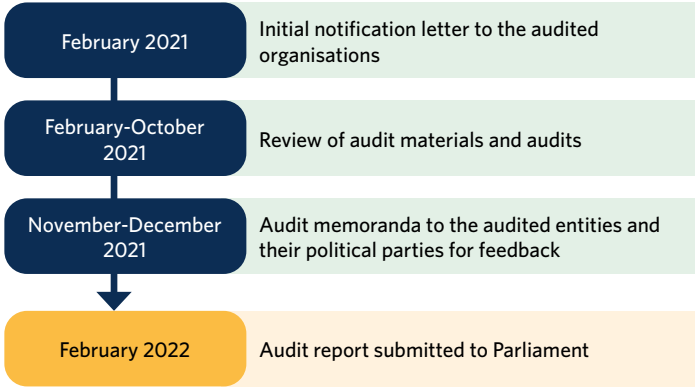 February 2021
Initial notification letter to the audited
organisations
February-October
2021
Review of audit materials and audits
November-December
2021
Audit memoranda to the audited entities and
their political parties for feedback
February 2022
Audit report submitted to Parliament